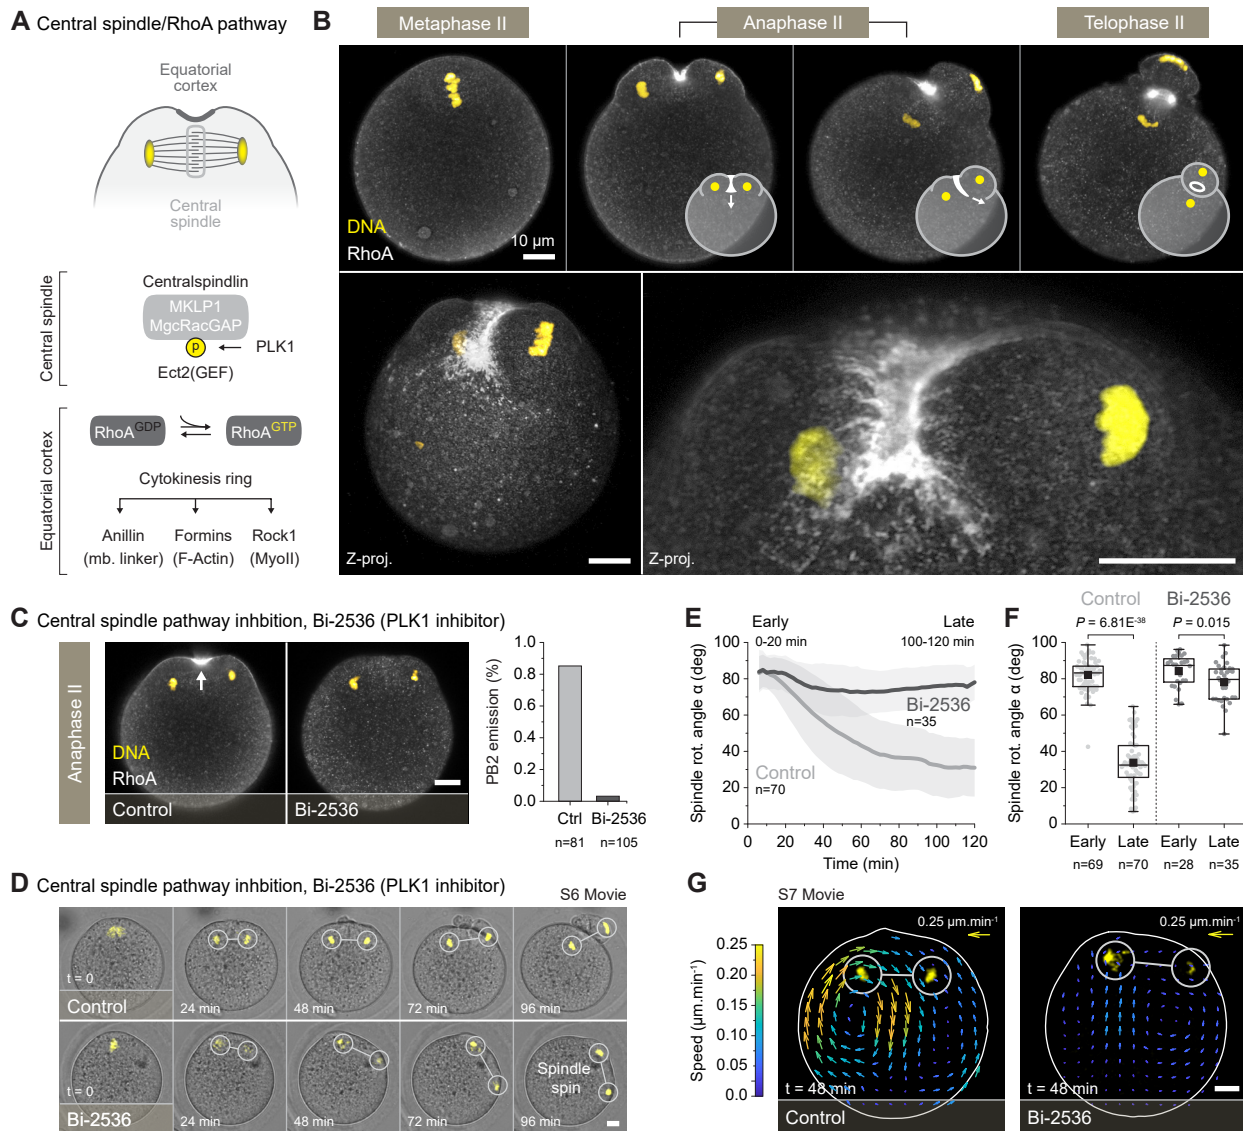 A Central spindle/RhoA pathway
Equatorial
cortex
Central
spindle
Central spindle
Centralspindlin
MKLP1
MgcRacGAP
P
PLK1
Ect2(GEF)
Equatorial cortex
RhoAGDP
RhoAGTP
Cytokinesis ring
Anillin
(mb. linker)
Formins
(F-Actin)
Rock1
(MyoII)
B
Metaphase II
Anaphase II
Telophase II
DNA
RhoA
10 µm
Z-proj.
Z-proj.
C Central spindle pathway inhbition, Bi-2536 (PLK1 inhibitor)
Anaphase II
DNA
RhoA
Control
Bi-2536
PB2 emission (%)
1.0
0.8
0.6
0.4
0.2
0.0
Ctrl
Bi-2536
n=81
n=105
D Central spindle pathway inhbition, Bi-2536 (PLK1 inhibitor)
S6 Movie
t = 0
Control
24 min
48 min
72 min
96 min
t = 0
Bi-2536
24 min
48 min
72 min
Spindle
spin
96 min
E
Early
0-20 min
Late
100-120 min
Spindle rot. angle α (deg)
100
80
60
40
20
0
Bi-2536
n=35
Control
n=70
0 20 40 60 80 100 120
Time (min)
F
Control
Bi-2536
P = 6.81E-38
P = 0.015
Spindle rot. angle α (deg)
100
80
60
40
20
0
Early Late Early Late
n=69 n=70 n=28 n=35
G
S7 Movie
Speed (µm.min-1)
0.25
0.20
0.15
0.10
0.05
0.0
0.25 µm.min-1
t = 48 min
Control
0.25 µm.min-1
t = 48 min
Bi-2536